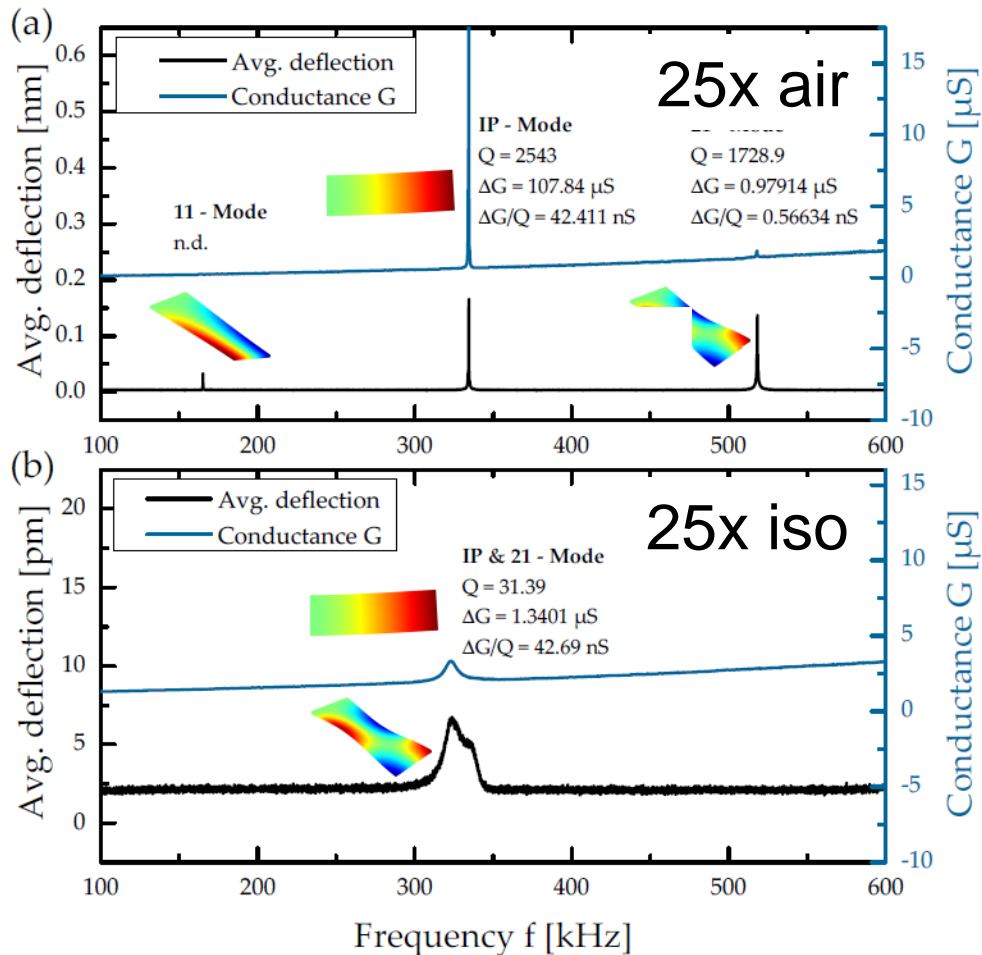 (a)
Avg. deflection
Conductance G
25x air
IP - Mode
Q = 2543
ΔG = 107.84 µS
ΔG/Q = 42.411 nS
Q = 1728.9
ΔG = 0.97914 µS
ΔG/Q = 0.56634 nS
11 - Mode
n.d.
Avg. deflection [nm]
0.6
0.5
0.4
0.3
0.2
0.1
0.0
Conductance G [µS]
15
10
5
0
-5
-10
100 200 300 400 500 600
(b)
Avg. deflection
Conductance G
25x iso
IP & 21 - Mode
Q = 31.39
ΔG = 1.3401 µS
ΔG/Q = 42.69 nS
Avg. deflection [pm]
20
15
10
5
0
Conductance G [µS]
15
10
5
0
-5
-10
100 200 300 400 500 600
Frequency f [kHz]